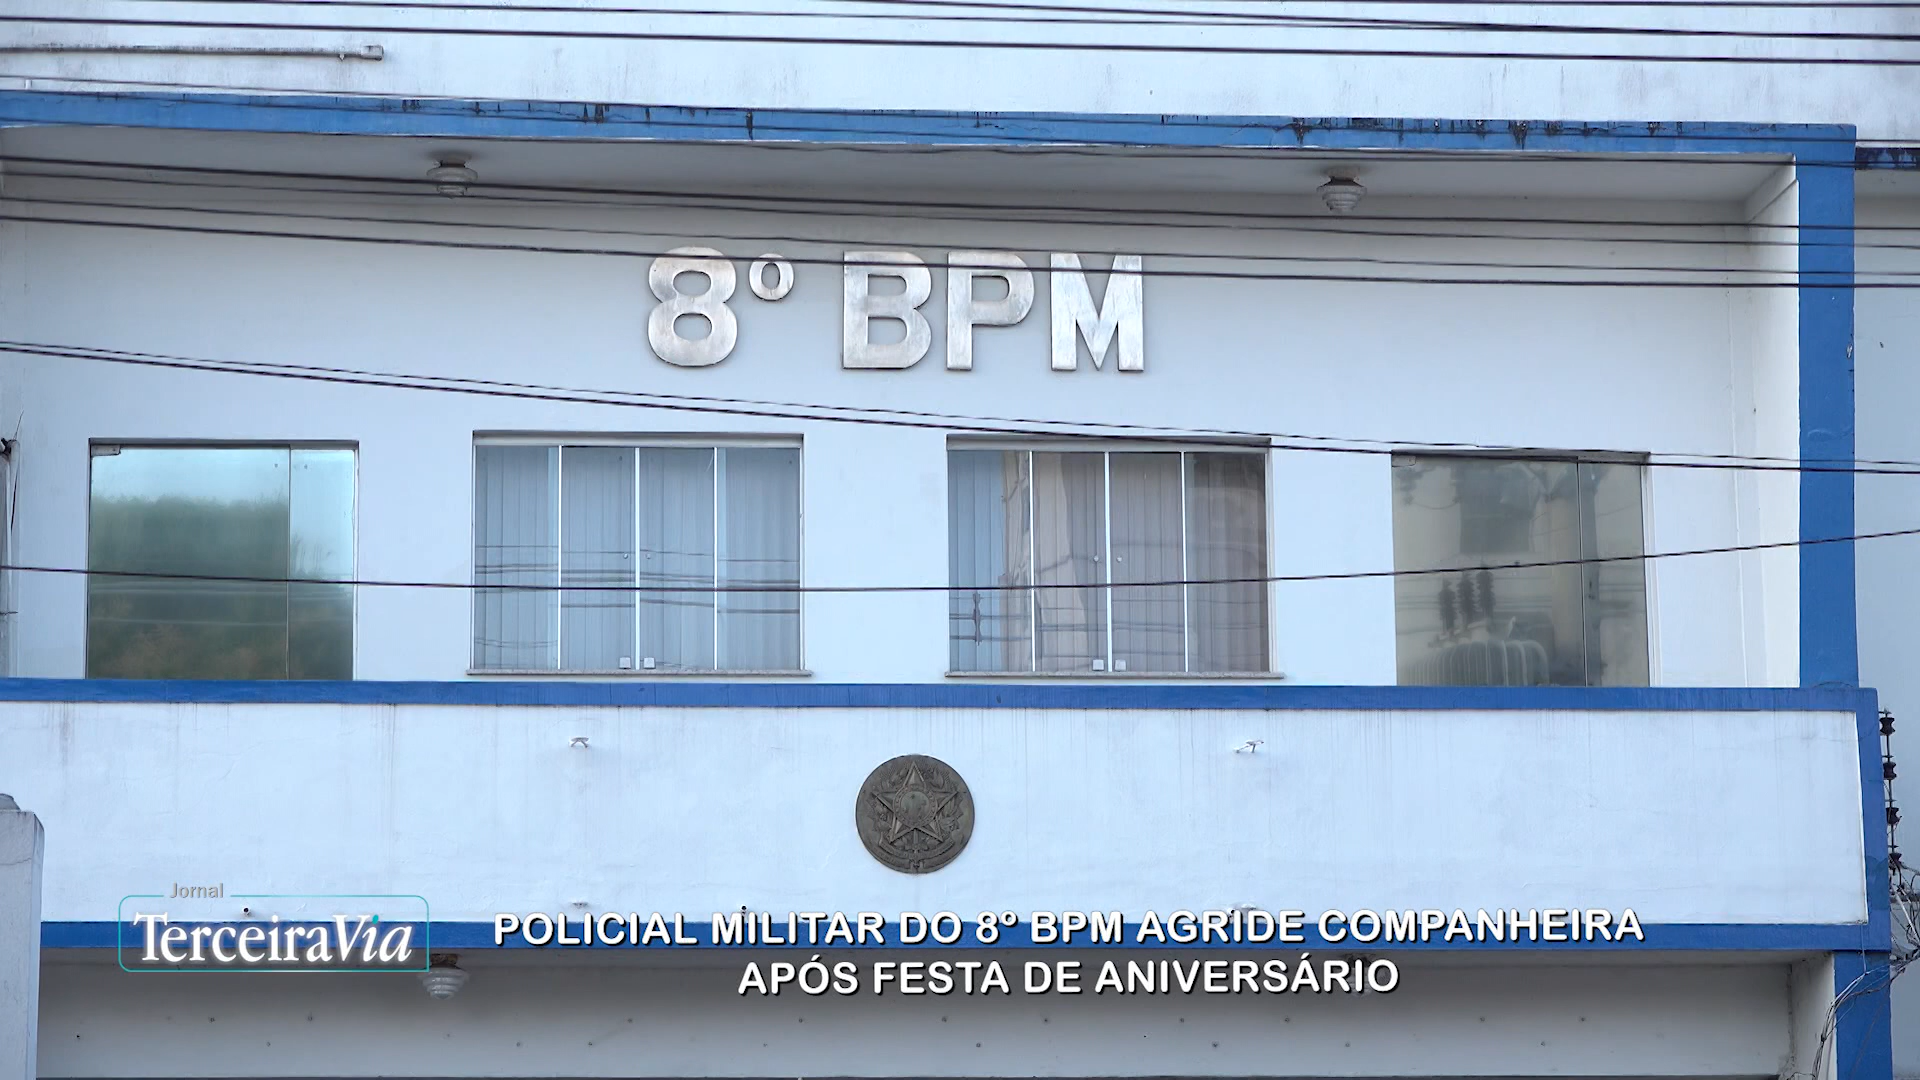 8º BPM
Jornal
TerceiraVia
POLICIAL MILITAR DO 8º BPM AGRIDE COMPANHEIRA
APÓS FESTA DE ANIVERSÁRIO